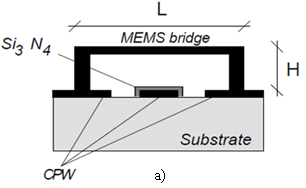 L
MEMS bridge
Si3 N4
H
Substrate
CPW
a)